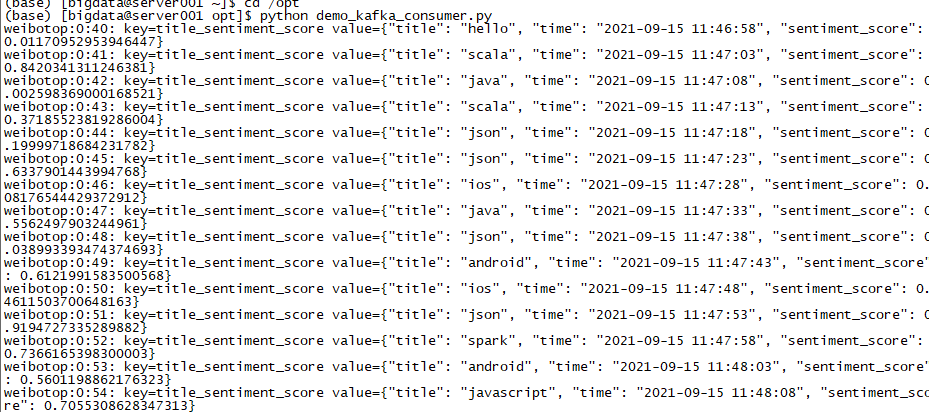 (base) [bigdata@server001 ~]$ cd /opt
(base) [bigdata@server001 opt]$ python demo_kafka_consumer.py
weibotop:0:40: key=title_sentiment_score value={"title": "hello", "time": "2021-09-15 11:46:58", "sentiment_score":
0.01170952953946447}
weibotop:0:41: key=title_sentiment_score value={"title": "scala", "time": "2021-09-15 11:47:03", "sentiment_score":
0.8420341311246381}
weibotop:0:42: key=title_sentiment_score value={"title": "java", "time": "2021-09-15 11:47:08", "sentiment_score": 0
.002598369000168521}
weibotop:0:43: key=title_sentiment_score value={"title": "scala", "time": "2021-09-15 11:47:13", "sentiment_score":
0.37185523819286004}
weibotop:0:44: key=title_sentiment_score value={"title": "json", "time": "2021-09-15 11:47:18", "sentiment_score": 0
.19999718684231782}
weibotop:0:45: key=title_sentiment_score value={"title": "json", "time": "2021-09-15 11:47:23", "sentiment_score": 0
.6337901443994768}
weibotop:0:46: key=title_sentiment_score value={"title": "ios", "time": "2021-09-15 11:47:28", "sentiment_score": 0.
08176544429372912}
weibotop:0:47: key=title_sentiment_score value={"title": "java", "time": "2021-09-15 11:47:33", "sentiment_score": 0
.5562497903244961}
weibotop:0:48: key=title_sentiment_score value={"title": "json", "time": "2021-09-15 11:47:38", "sentiment_score": 0
.038993393474374693}
weibotop:0:49: key=title_sentiment_score value={"title": "android", "time": "2021-09-15 11:47:43", "sentiment_score"
: 0.6121991583500568}
weibotop:0:50: key=title_sentiment_score value={"title": "ios", "time": "2021-09-15 11:47:48", "sentiment_score": 0.
4611503700648163}
weibotop:0:51: key=title_sentiment_score value={"title": "json", "time": "2021-09-15 11:47:53", "sentiment_score": 0
.9194727335289882}
weibotop:0:52: key=title_sentiment_score value={"title": "spark", "time": "2021-09-15 11:47:58", "sentiment_score":
0.7366165398300003}
weibotop:0:53: key=title_sentiment_score value={"title": "android", "time": "2021-09-15 11:48:03", "sentiment_score"
: 0.5601198862176323}
weibotop:0:54: key=title_sentiment_score value={"title": "javascript", "time": "2021-09-15 11:48:08", "sentiment_sco
re": 0.7055308628347313}